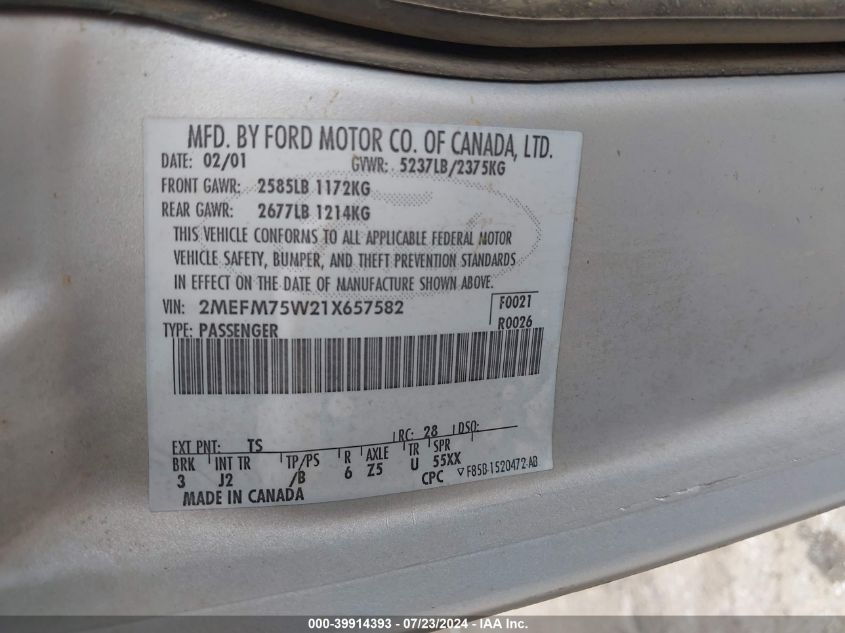 MFD. BY FORD MOTOR CO. OF CANADA, LTD.
DATE: 02/01 GVWR: 5237LB/2375KG
FRONT GAWR: 2585LB 1172KG
REAR GAWR: 2677LB 1214KG
THIS VEHICLE CONFORMS TO ALL APPLICABLE FEDERAL MOTOR
VEHICLE SAFETY, BUMPER, AND THEFT PREVENTION STANDARDS
IN EFFECT ON THE DATE OF MANUFACTURE SHOWN ABOVE.
VIN: 2MEFM75W21X657582 F0021
TYPE: PASSENGER R0026
EXT PNT: TS RC: 28 DSO:
BRK INT TR TP/PS R AXLE TR SPR
3 J2 /B 6 Z5 U 55XX
MADE IN CANADA CPC ▽F85B-1520472-AB
000-39914393 - 07/23/2024 - IAA Inc.